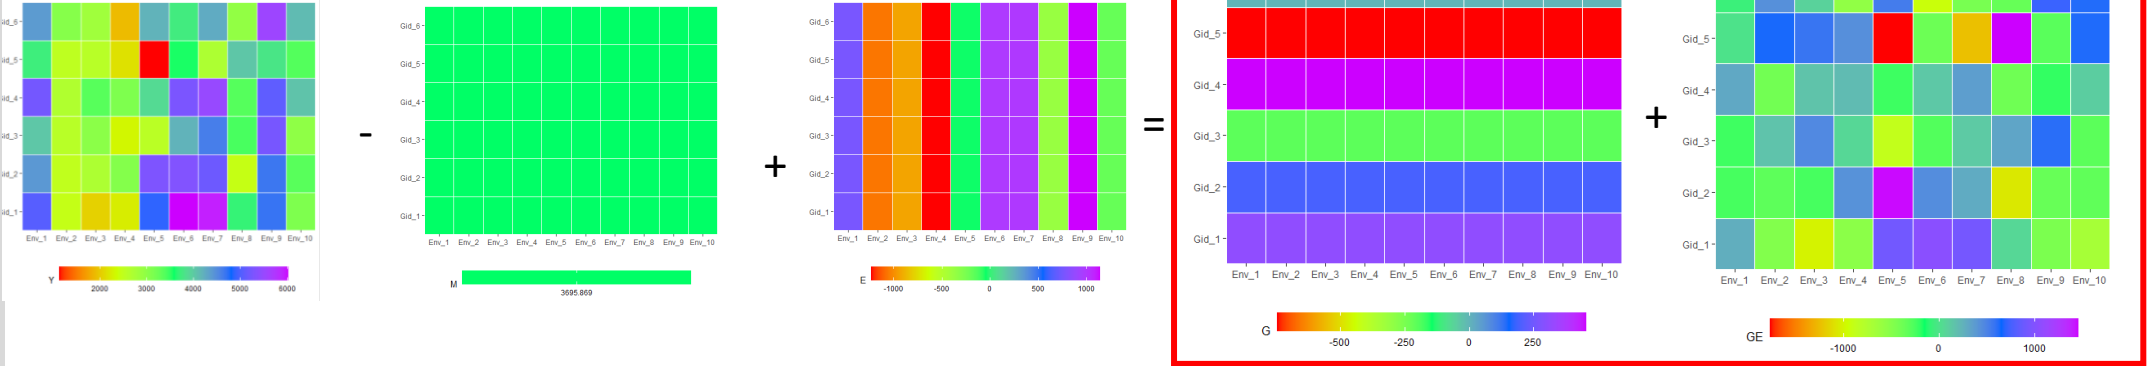 Gid_6
Gid_5
Gid_4
Gid_3
Gid_2
Gid_1
Env_1 Env_2 Env_3 Env_4 Env_5 Env_6 Env_7 Env_8 Env_9 Env_10
Y
2000 3000 4000 5000 6000
-
Gid_6
Gid_5
Gid_4
Gid_3
Gid_2
Gid_1
Env_1 Env_2 Env_3 Env_4 Env_5 Env_6 Env_7 Env_8 Env_9 Env_10
M
3695.869
+
Gid_6
Gid_5
Gid_4
Gid_3
Gid_2
Gid_1
Env_1 Env_2 Env_3 Env_4 Env_5 Env_6 Env_7 Env_8 Env_9 Env_10
E
-1000 -500 0 500 1000
=
Gid_5
Gid_4
Gid_3
Gid_2
Gid_1
Env_1 Env_2 Env_3 Env_4 Env_5 Env_6 Env_7 Env_8 Env_9 Env_10
G
-500 -250 0 250
+
Gid_5
Gid_4
Gid_3
Gid_2
Gid_1
Env_1 Env_2 Env_3 Env_4 Env_5 Env_6 Env_7 Env_8 Env_9 Env_10
GE
-1000 0 1000